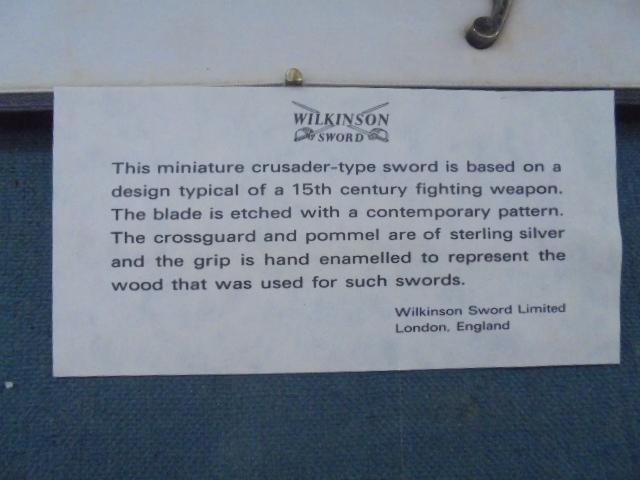 WILKINSON
SWORD
This miniature crusader-type sword is based on a
design typical of a 15th century fighting weapon.
The blade is etched with a contemporary pattern.
The crossguard and pommel are of sterling silver
and the grip is hand enamelled to represent the
wood that was used for such swords.
Wilkinson Sword Limited
London, England